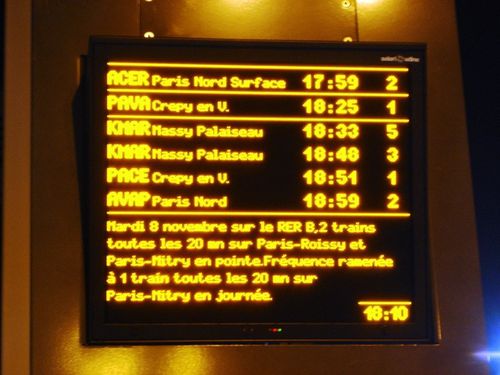 ACER Paris Nord Surface 17:59 2
PAVA Crepy en V. 18:25 1
KMAR Massy Palaiseau 18:33 5
KMAR Massy Palaiseau 18:48 3
PACE Crepy en V. 18:51 1
AVAP Paris Nord 18:59 2
Mardi 8 novembre sur le RER B,2 trains
toutes les 20 mn sur Paris-Roissy et
Paris-Mitry en pointe.Fréquence ramenée
à 1 train toutes les 20 mn sur
Paris-Mitry en journée.
18:10